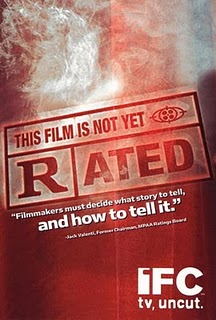 THIS FILM IS NOT YET
R ATED
"Filmmakers must decide what story to tell,
and how to tell it."
-Jack Valenti, Former Chairman, MPAA Ratings Board
IFC
tv, uncut.